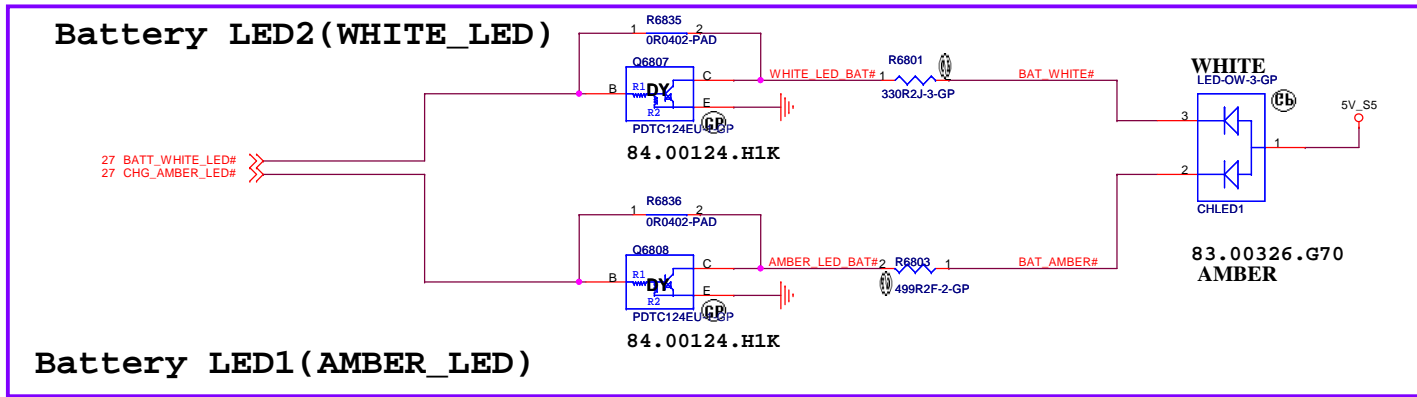 Battery LED2(WHITE_LED)
R6835
1 2
0R0402-PAD
Q6807
B R1 DY C
R2 E
GP
PDTC124EU-1-GP
84.00124.H1K
WHITE_LED_BAT# 1 R6801 BAT_WHITE#
330R2J-3-GP
WHITE
LED-OW-3-GP
5V_S5
3
1
2
CHLED1
83.00326.G70
AMBER
27 BATT_WHITE_LED#
27 CHG_AMBER_LED#
R6836
1 2
0R0402-PAD
Q6808
B R1 DY C
R2 E
GP
PDTC124EU-1-GP
84.00124.H1K
AMBER_LED_BAT# 2 R6803 1 BAT_AMBER#
499R2F-2-GP
Battery LED1(AMBER_LED)